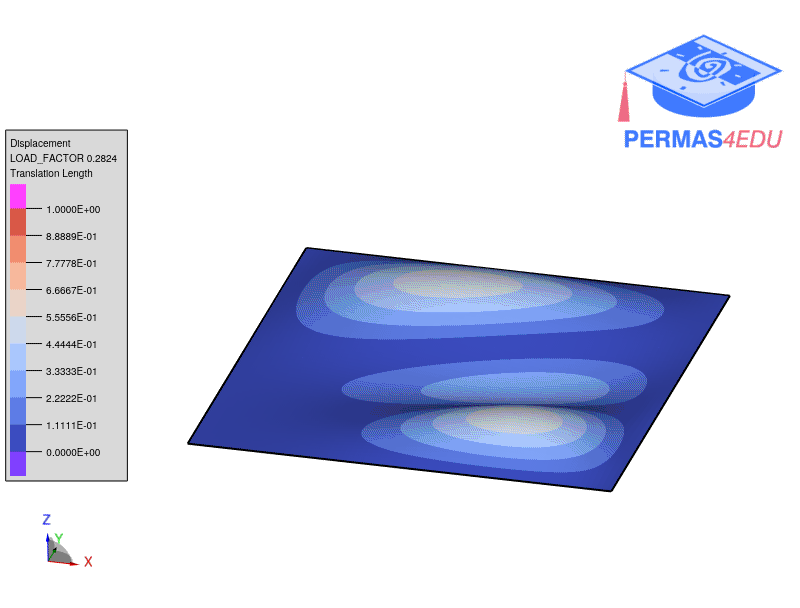 PERMAS4EDU
Displacement
LOAD_FACTOR 0.2824
Translation Length
1.0000E+00
8.8889E-01
7.7778E-01
6.6667E-01
5.5556E-01
4.4444E-01
3.3333E-01
2.2222E-01
1.1111E-01
0.0000E+00
Z
Y
X